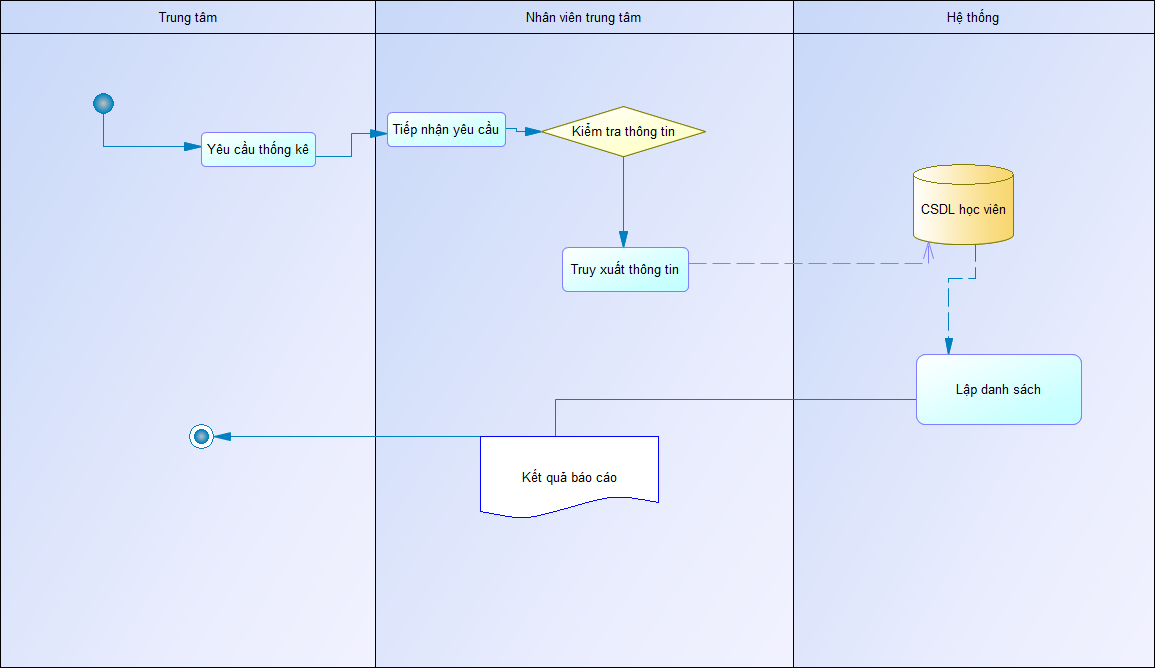 Trung tâm
Nhân viên trung tâm
Hệ thống
Yêu cầu thống kê
Tiếp nhận yêu cầu
Kiểm tra thông tin
CSDL học viên
Truy xuất thông tin
Lập danh sách
Kết quả báo cáo